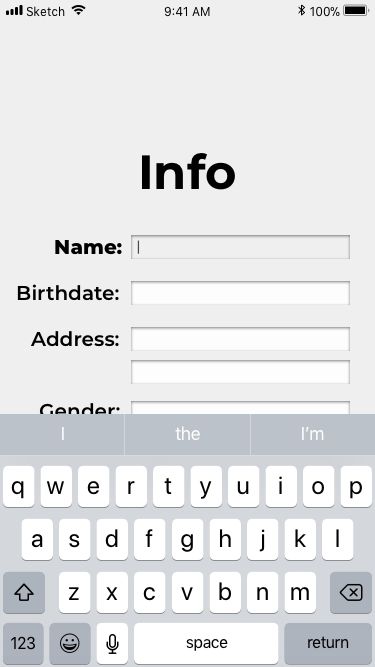 Sketch 9:41 AM 100%
Info
Name:
Birthdate:
Address:
Gender:
I the I'm
q w e r t y u i o p
a s d f g h j k l
z x c v b n m
123 space return